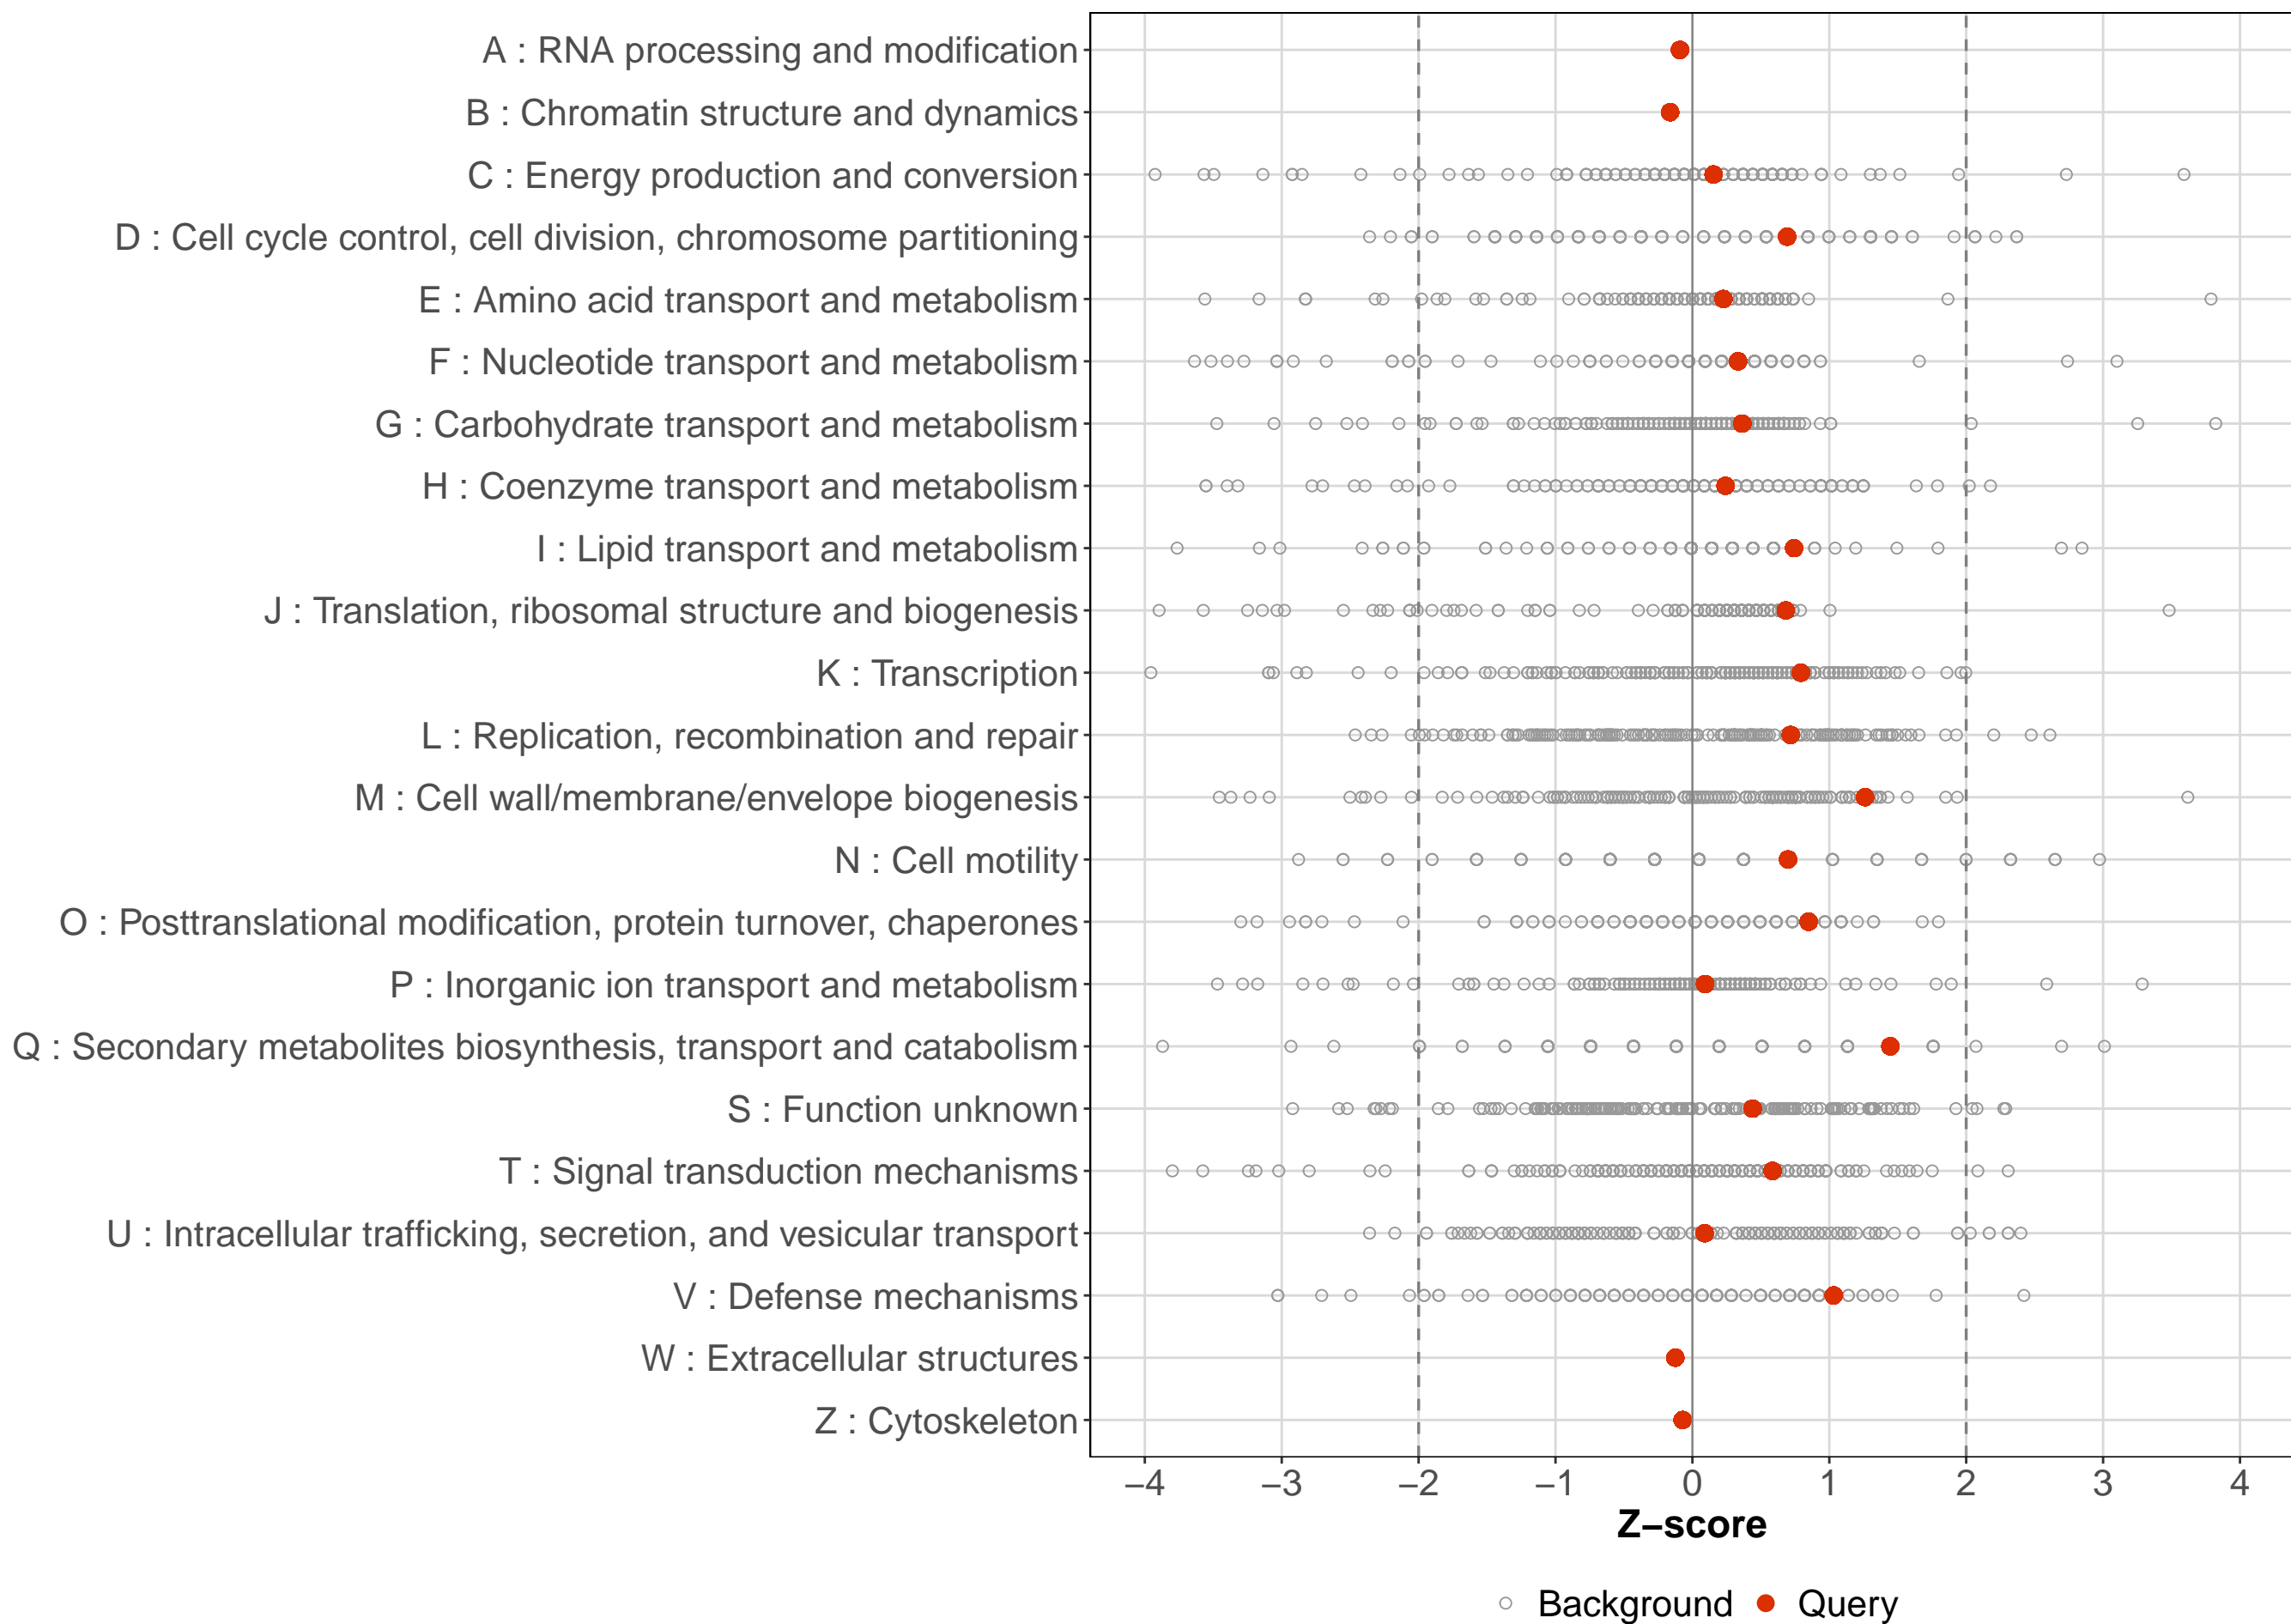 A : RNA processing and modification
B : Chromatin structure and dynamics
C : Energy production and conversion
D : Cell cycle control, cell division, chromosome partitioning
E : Amino acid transport and metabolism
F : Nucleotide transport and metabolism
G : Carbohydrate transport and metabolism
H : Coenzyme transport and metabolism
I : Lipid transport and metabolism
J : Translation, ribosomal structure and biogenesis
K : Transcription
L : Replication, recombination and repair
M : Cell wall/membrane/envelope biogenesis
N : Cell motility
O : Posttranslational modification, protein turnover, chaperones
P : Inorganic ion transport and metabolism
Q : Secondary metabolites biosynthesis, transport and catabolism
S : Function unknown
T : Signal transduction mechanisms
U : Intracellular trafficking, secretion, and vesicular transport
V : Defense mechanisms
W : Extracellular structures
Z : Cytoskeleton
−4 −3 −2 −1 0 1 2 3 4
Z−score
Background Query